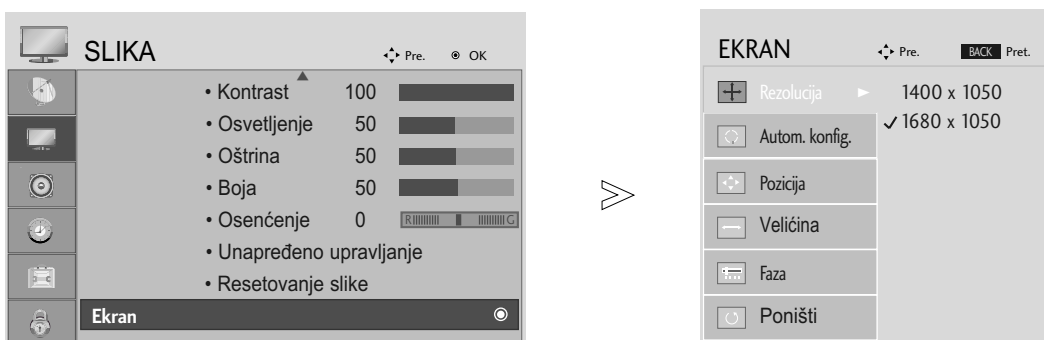 SLIKA Pre. OK
• Kontrast 100
• Osvetljenje 50
• Oštrina 50
• Boja 50
• Osenćenje 0 R G
• Unapređeno upravljanje
• Resetovanje slike
Ekran
EKRAN Pre. BACK Pret.
Rezolucija 1400 x 1050
Autom. konfig. ✓ 1680 x 1050
Pozicija
Velićina
Faza
Poništi